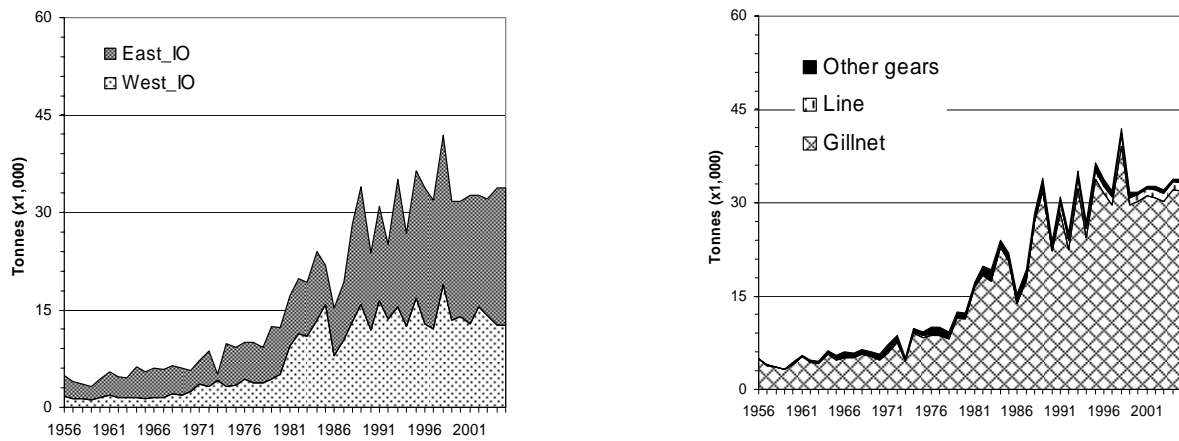 60
45
30
15
0
Tonnes (x1,000)
East_IO
West_IO
1956 1961 1966 1971 1976 1981 1986 1991 1996 2001
60
45
30
15
0
Tonnes (x1,000)
Other gears
Line
Gillnet
1956 1961 1966 1971 1976 1981 1986 1991 1996 2001